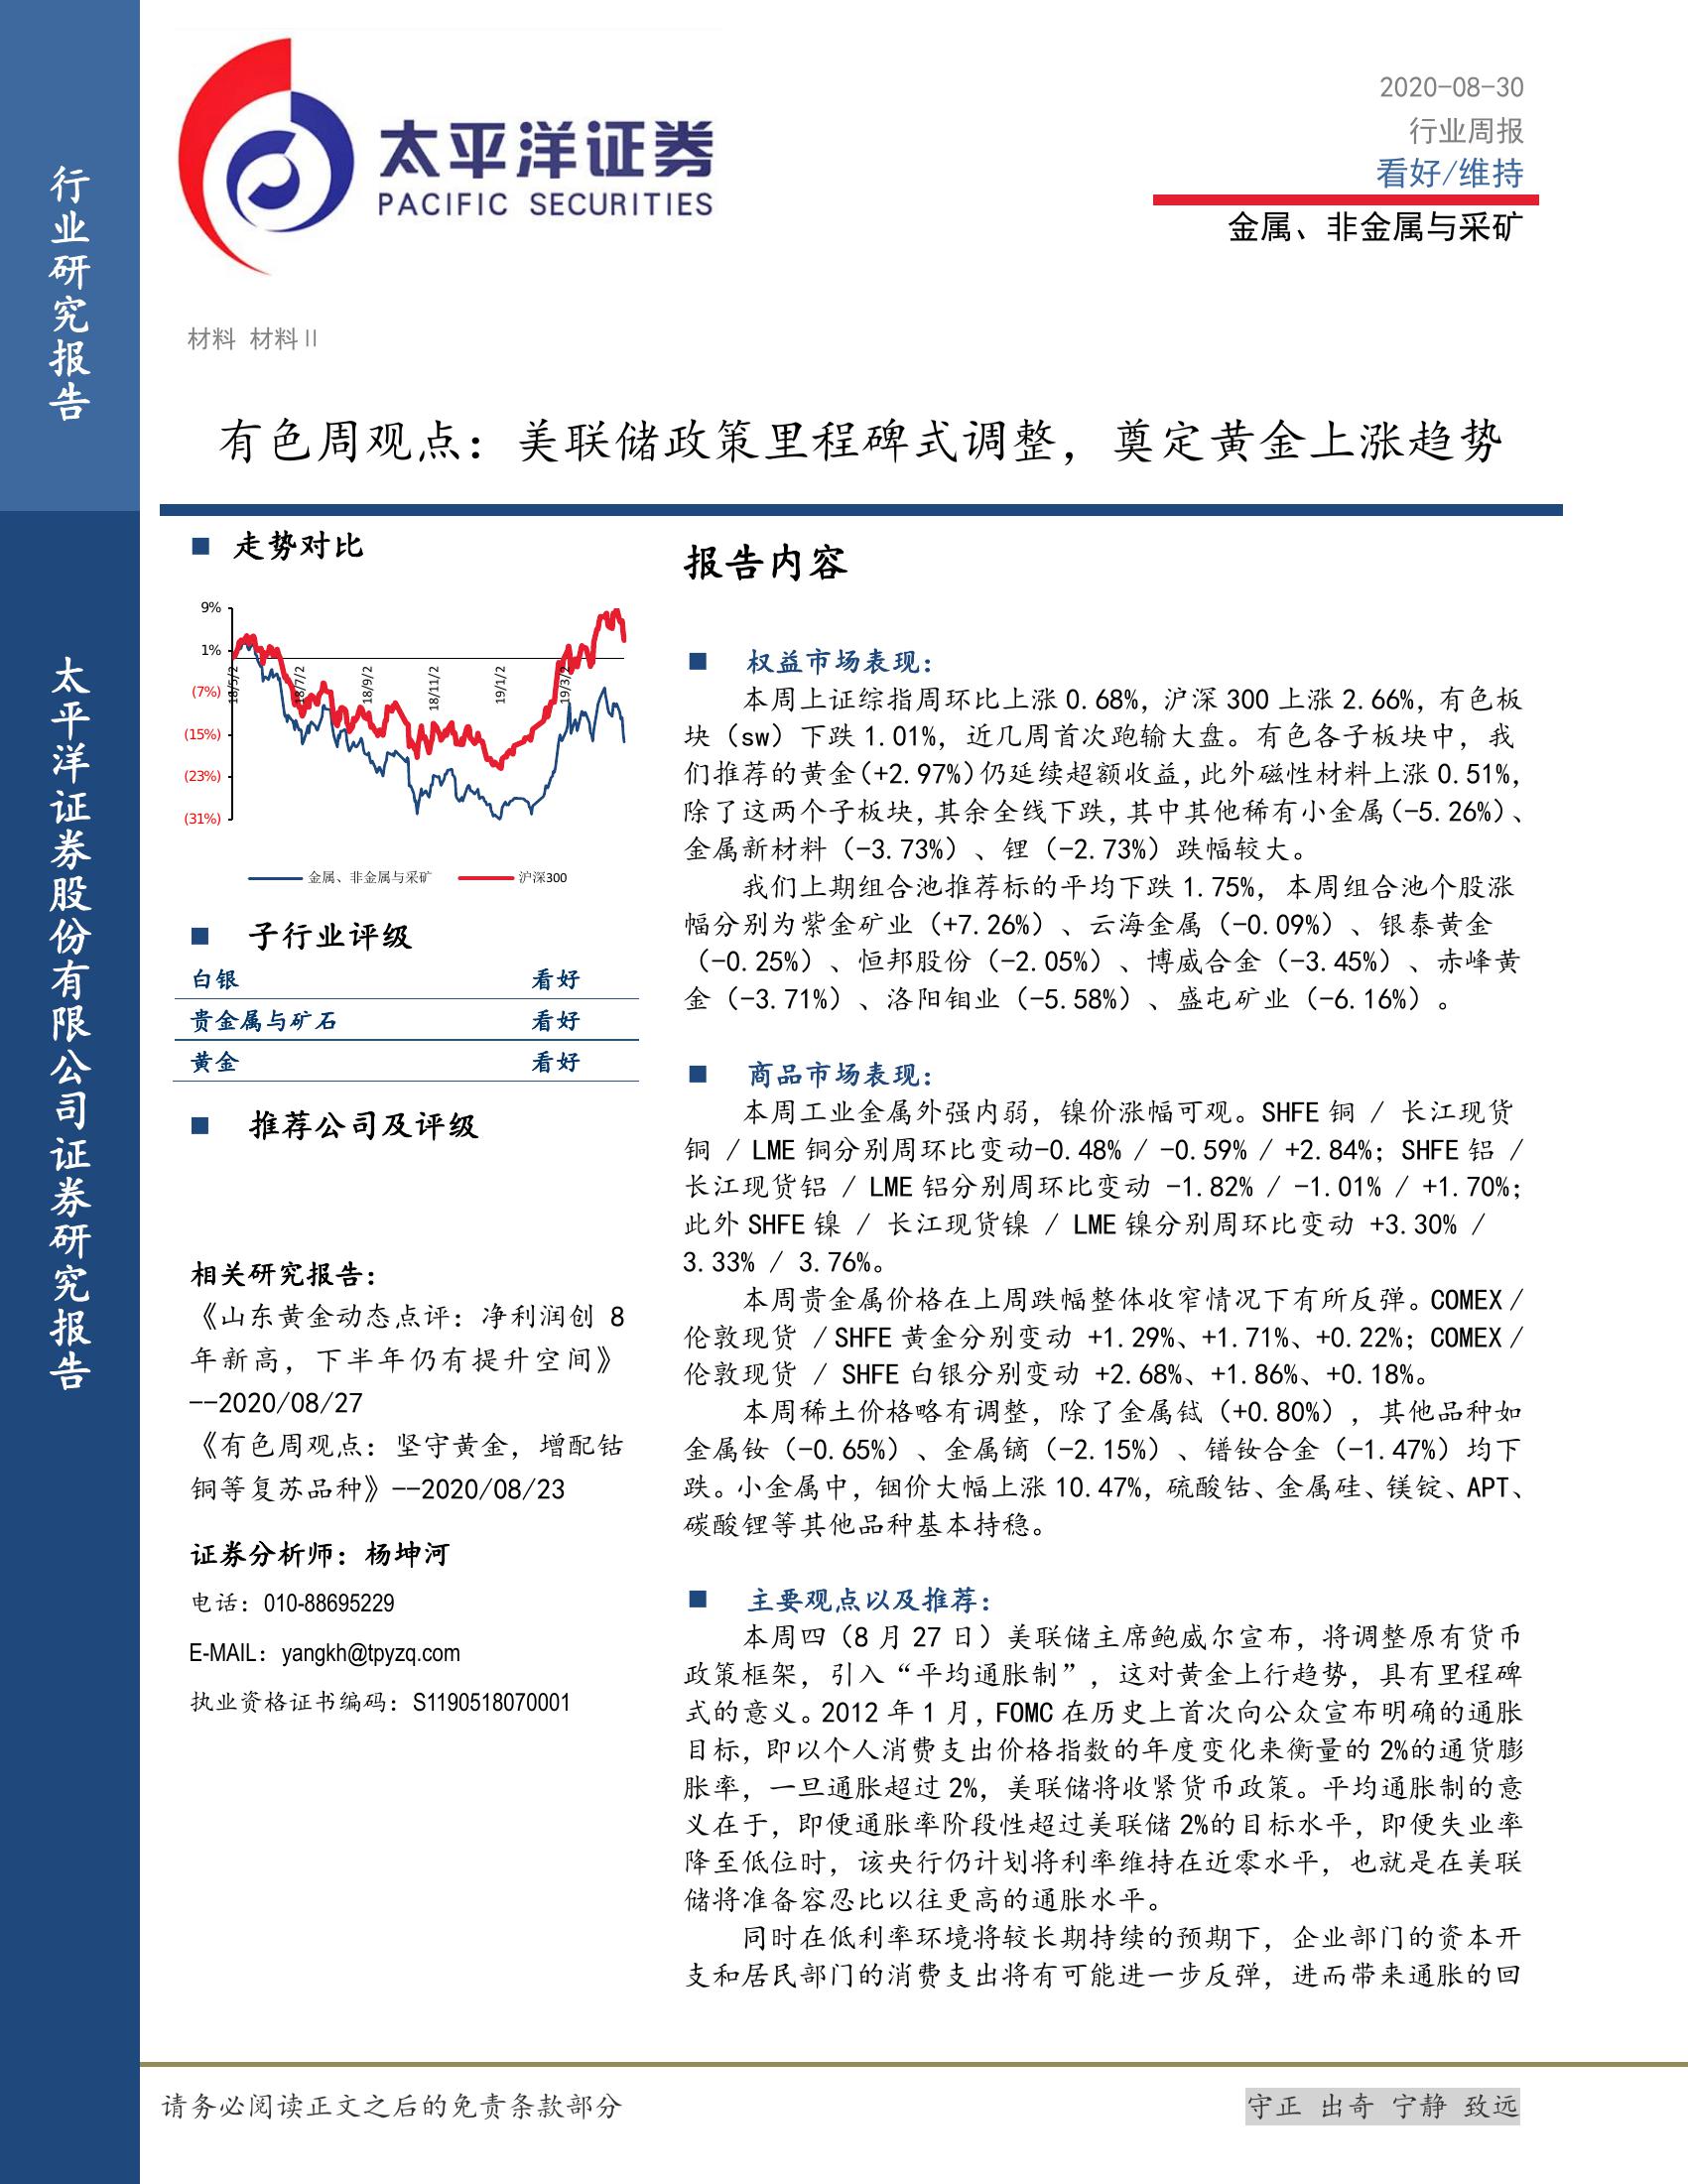 行业研究报告
太平洋证券股份有限公司证券研究报告
太平洋证券
PACIFIC SECURITIES
2020-08-30
行业周报
看好/维持
金属、非金属与采矿
材料 材料Ⅱ
有色周观点：美联储政策里程碑式调整，奠定黄金上涨趋势
■ 走势对比
9%
1%
(7%)
(15%)
(23%)
(31%)
18/5/2
18/7/2
18/9/2
18/11/2
19/1/2
19/3/2
金属、非金属与采矿 沪深300
■ 子行业评级
白银 看好
贵金属与矿石 看好
黄金 看好
■ 推荐公司及评级
相关研究报告：
《山东黄金动态点评：净利润创 8
年新高，下半年仍有提升空间》
--2020/08/27
《有色周观点：坚守黄金，增配钴
铜等复苏品种》--2020/08/23
证券分析师：杨坤河
电话：010-88695229
E-MAIL：yangkh@tpyzq.com
执业资格证书编码：S1190518070001
报告内容
■ 权益市场表现：
本周上证综指周环比上涨 0.68%，沪深 300 上涨 2.66%，有色板
块（sw）下跌 1.01%，近几周首次跑输大盘。有色各子板块中，我
们推荐的黄金(+2.97%)仍延续超额收益，此外磁性材料上涨 0.51%，
除了这两个子板块，其余全线下跌，其中其他稀有小金属(-5.26%)、
金属新材料（-3.73%）、锂（-2.73%）跌幅较大。
我们上期组合池推荐标的平均下跌 1.75%，本周组合池个股涨
幅分别为紫金矿业（+7.26%）、云海金属（-0.09%）、银泰黄金
（-0.25%）、恒邦股份（-2.05%）、博威合金（-3.45%）、赤峰黄
金（-3.71%）、洛阳钼业（-5.58%）、盛屯矿业（-6.16%）。
■ 商品市场表现：
本周工业金属外强内弱，镍价涨幅可观。SHFE 铜 / 长江现货
铜 / LME 铜分别周环比变动-0.48% / -0.59% / +2.84%；SHFE 铝 /
长江现货铝 / LME 铝分别周环比变动 -1.82% / -1.01% / +1.70%；
此外 SHFE 镍 / 长江现货镍 / LME 镍分别周环比变动 +3.30% /
3.33% / 3.76%。
本周贵金属价格在上周跌幅整体收窄情况下有所反弹。COMEX /
伦敦现货 / SHFE 黄金分别变动 +1.29%、+1.71%、+0.22%；COMEX /
伦敦现货 / SHFE 白银分别变动 +2.68%、+1.86%、+0.18%。
本周稀土价格略有调整，除了金属铽（+0.80%），其他品种如
金属钕（-0.65%）、金属镝（-2.15%）、镨钕合金（-1.47%）均下
跌。小金属中，铟价大幅上涨 10.47%，硫酸钴、金属硅、镁锭、APT、
碳酸锂等其他品种基本持稳。
■ 主要观点以及推荐：
本周四（8 月 27 日）美联储主席鲍威尔宣布，将调整原有货币
政策框架，引入“平均通胀制”，这对黄金上行趋势，具有里程碑
式的意义。2012 年 1 月，FOMC 在历史上首次向公众宣布明确的通胀
目标，即以个人消费支出价格指数的年度变化来衡量的 2%的通货膨
胀率，一旦通胀超过 2%，美联储将收紧货币政策。平均通胀制的意
义在于，即便通胀率阶段性超过美联储 2%的目标水平，即便失业率
降至低位时，该央行仍计划将利率维持在近零水平，也就是在美联
储将准备容忍比以往更高的通胀水平。
同时在低利率环境将较长期持续的预期下，企业部门的资本开
支和居民部门的消费支出将有可能进一步反弹，进而带来通胀的回
请务必阅读正文之后的免责条款部分
守正 出奇 宁静 致远